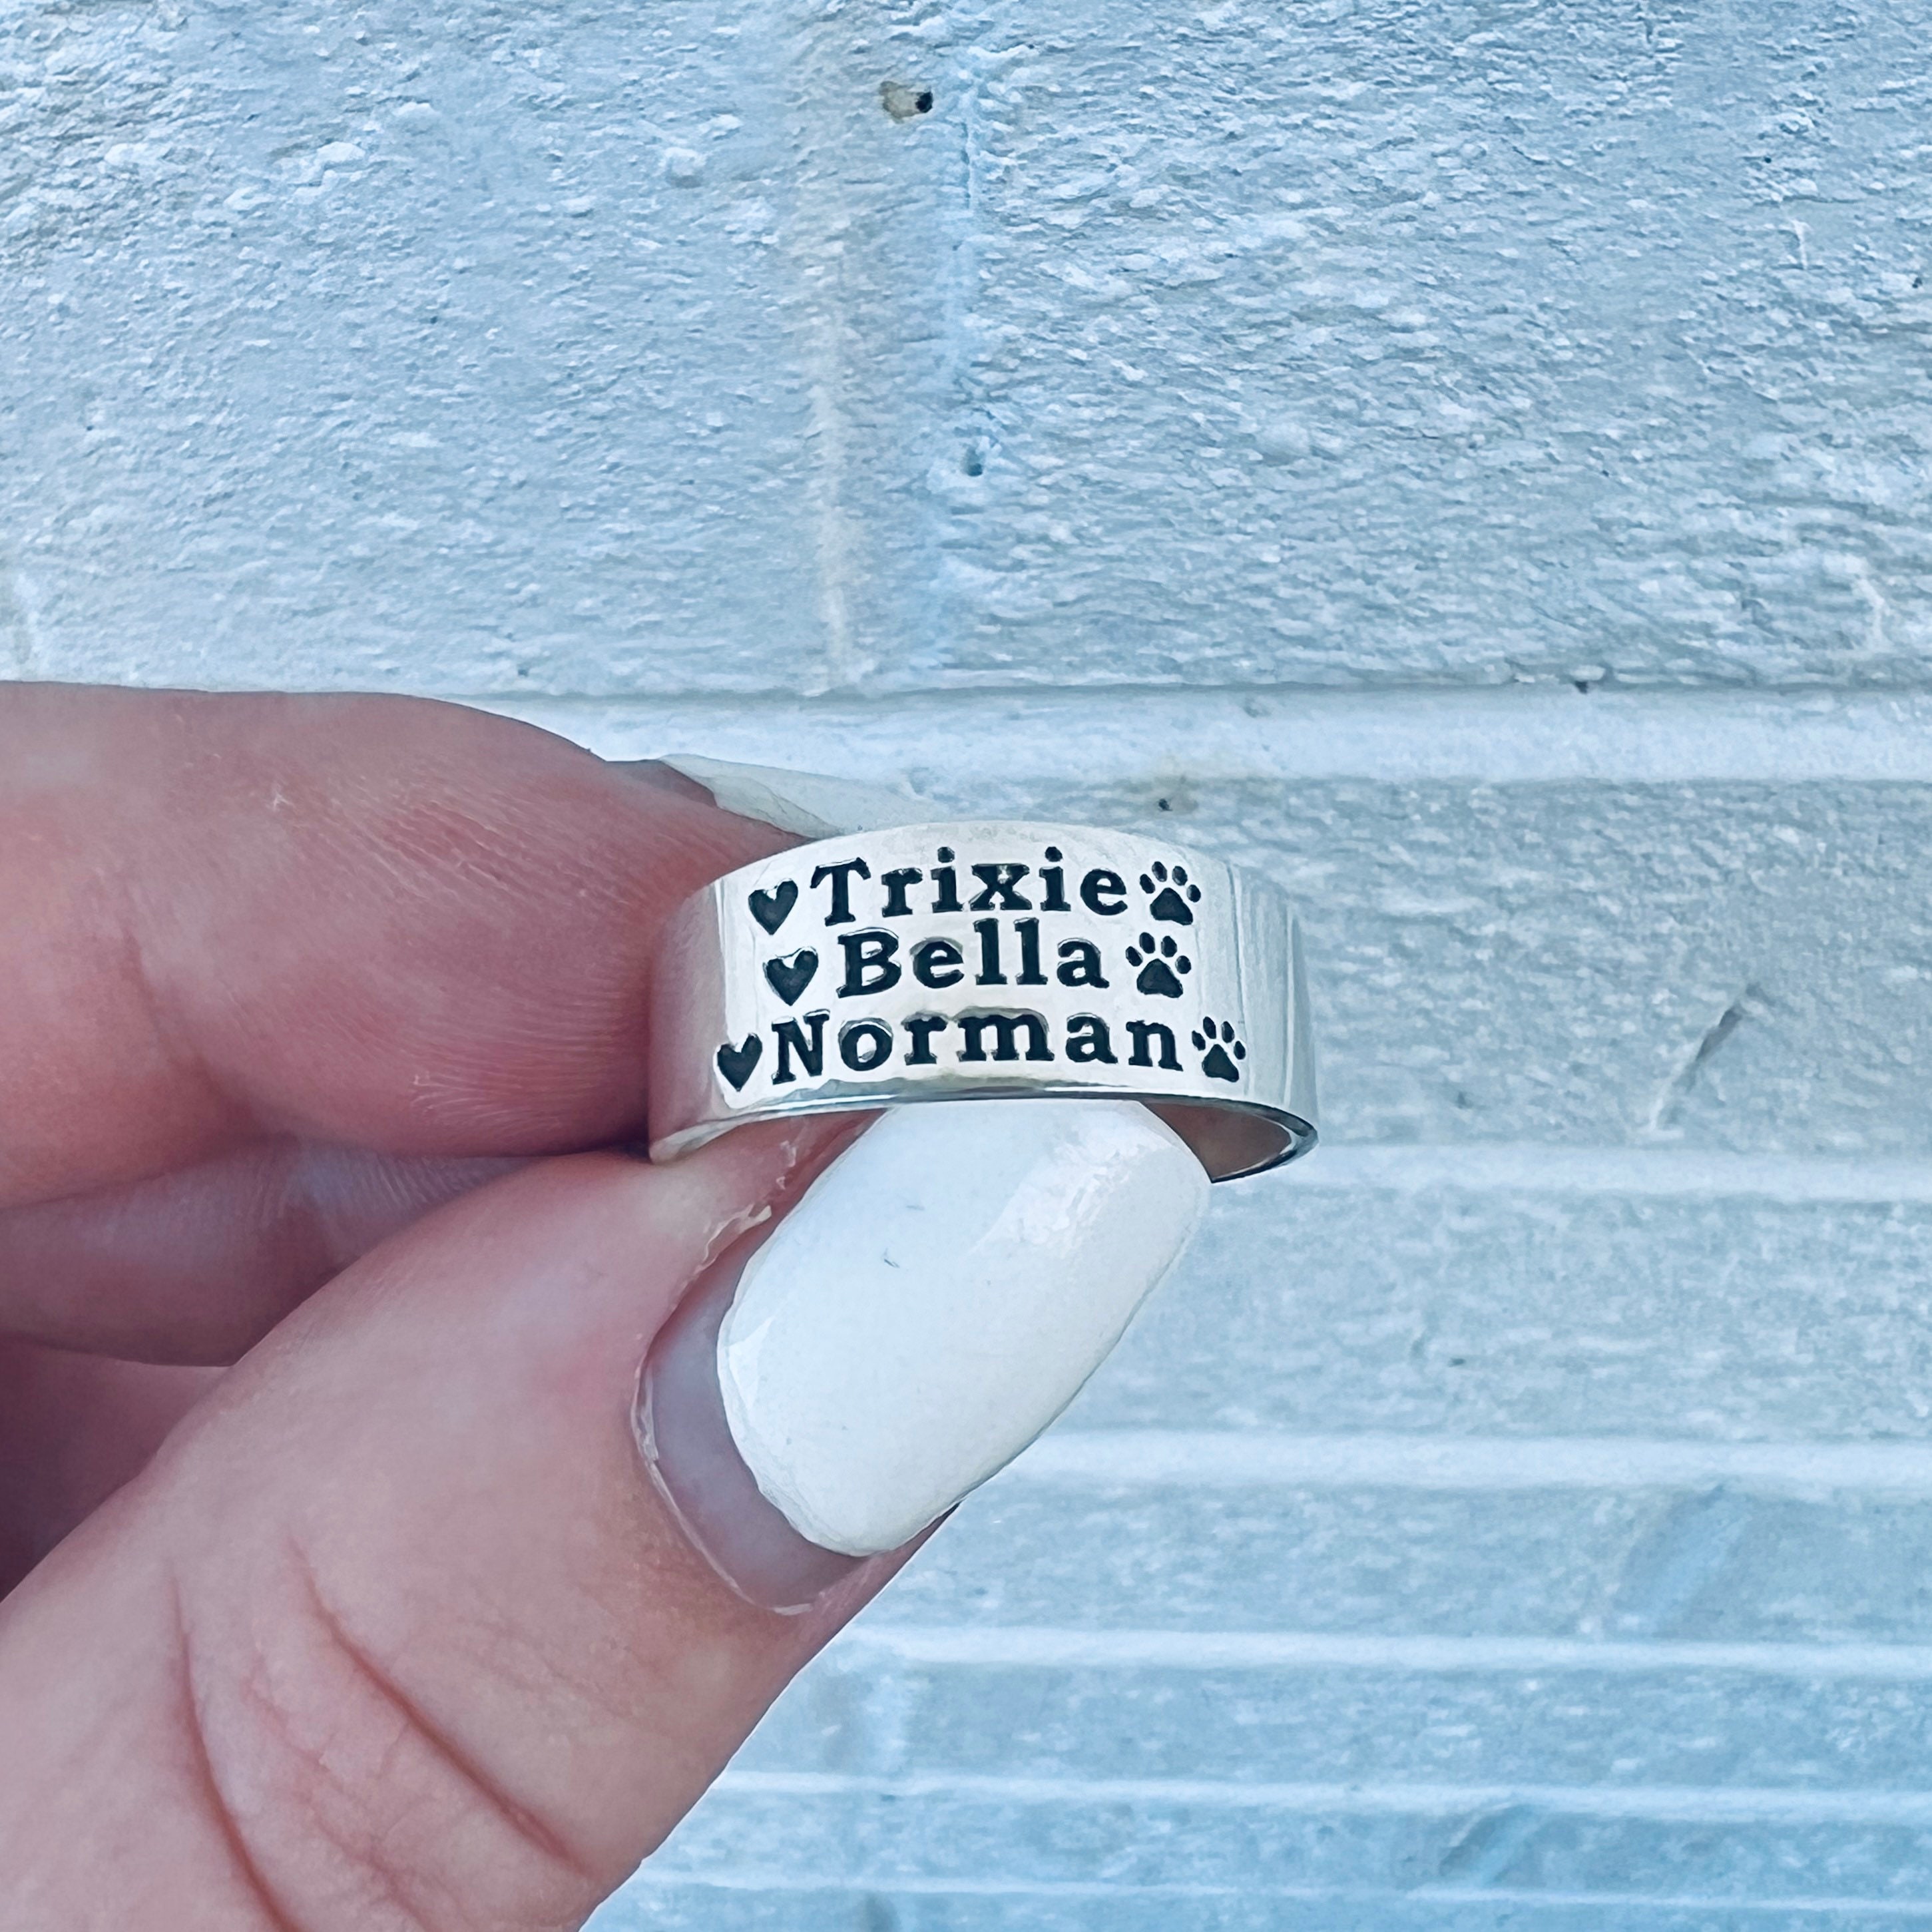 ♥Trixie🐾
♥Bella🐾
♥Norman🐾